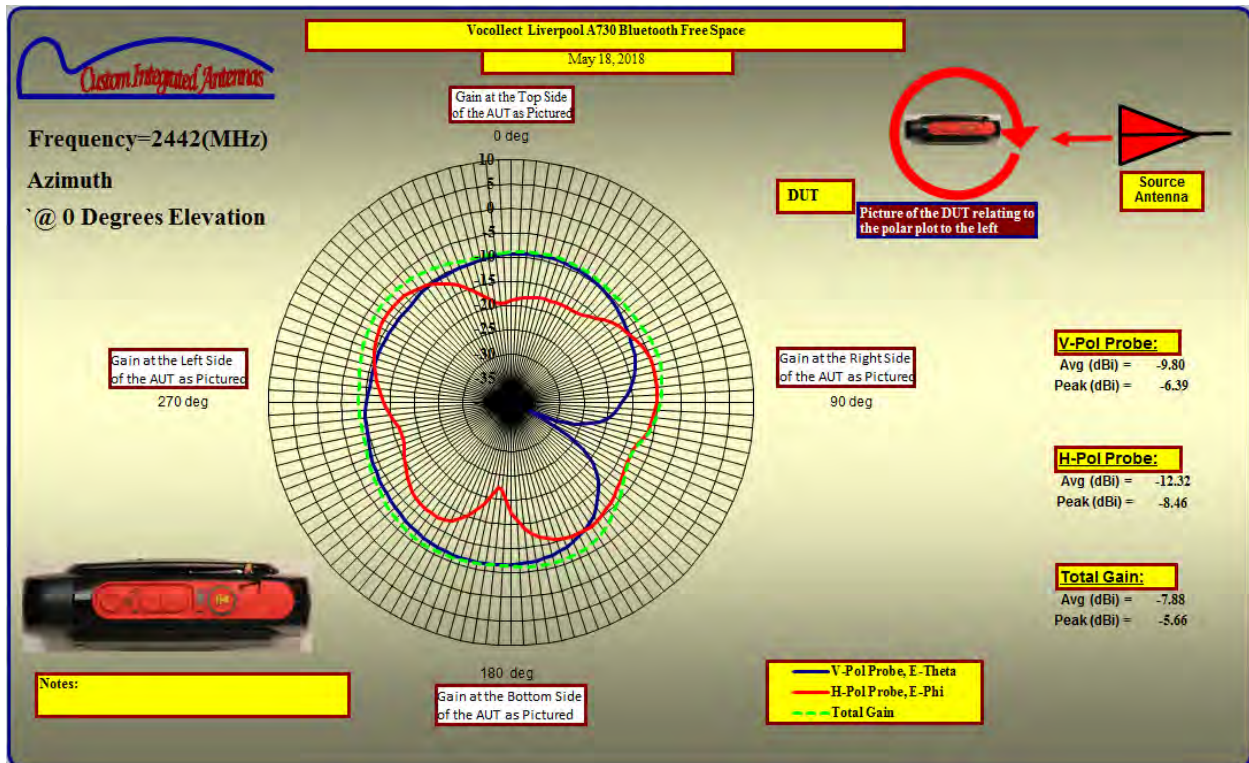 Vocollect Liverpool A730 Bluetooth Free Space
May 18, 2018
Custom Integrated Antennas
Frequency=2442(MHz)
Azimuth
`@ 0 Degrees Elevation
Gain at the Top Side
of the AUT as Pictured
0 deg
10
5
0
-5
-10
-15
-20
-25
-30
-35
DUT
Picture of the DUT relating to
the polar plot to the left
Source
Antenna
Gain at the Left Side
of the AUT as Pictured
270 deg
Gain at the Right Side
of the AUT as Pictured
90 deg
V-Pol Probe:
Avg (dBi) = -9.80
Peak (dBi) = -6.39
H-Pol Probe:
Avg (dBi) = -12.32
Peak (dBi) = -8.46
Total Gain:
Avg (dBi) = -7.88
Peak (dBi) = -5.66
180 deg
Gain at the Bottom Side
of the AUT as Pictured
Notes:
V-Pol Probe, E-Theta
H-Pol Probe, E-Phi
Total Gain